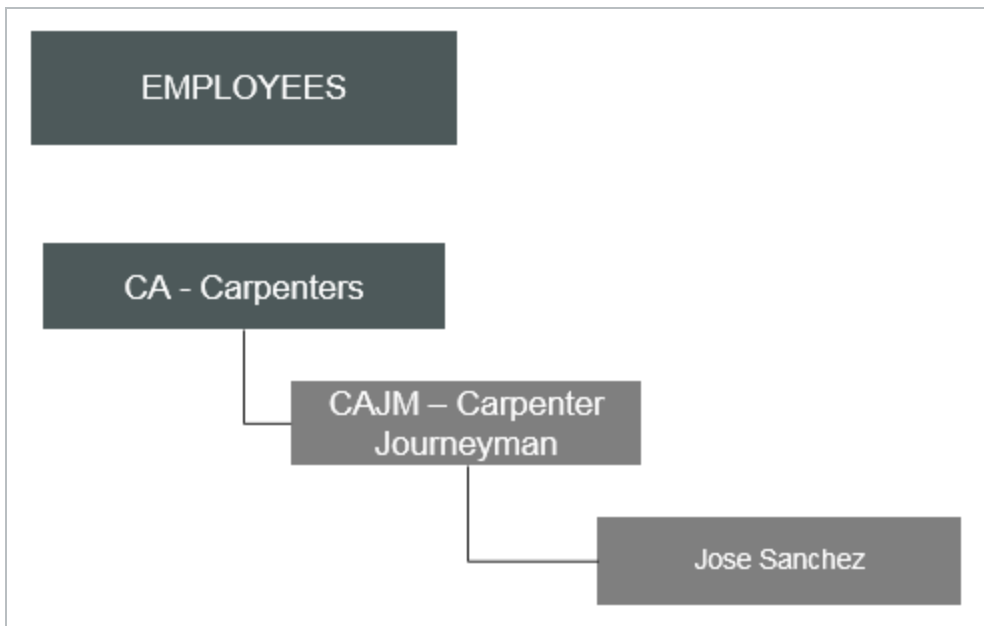 EMPLOYEES
CA - Carpenters
CAJM – Carpenter
Journeyman
Jose Sanchez